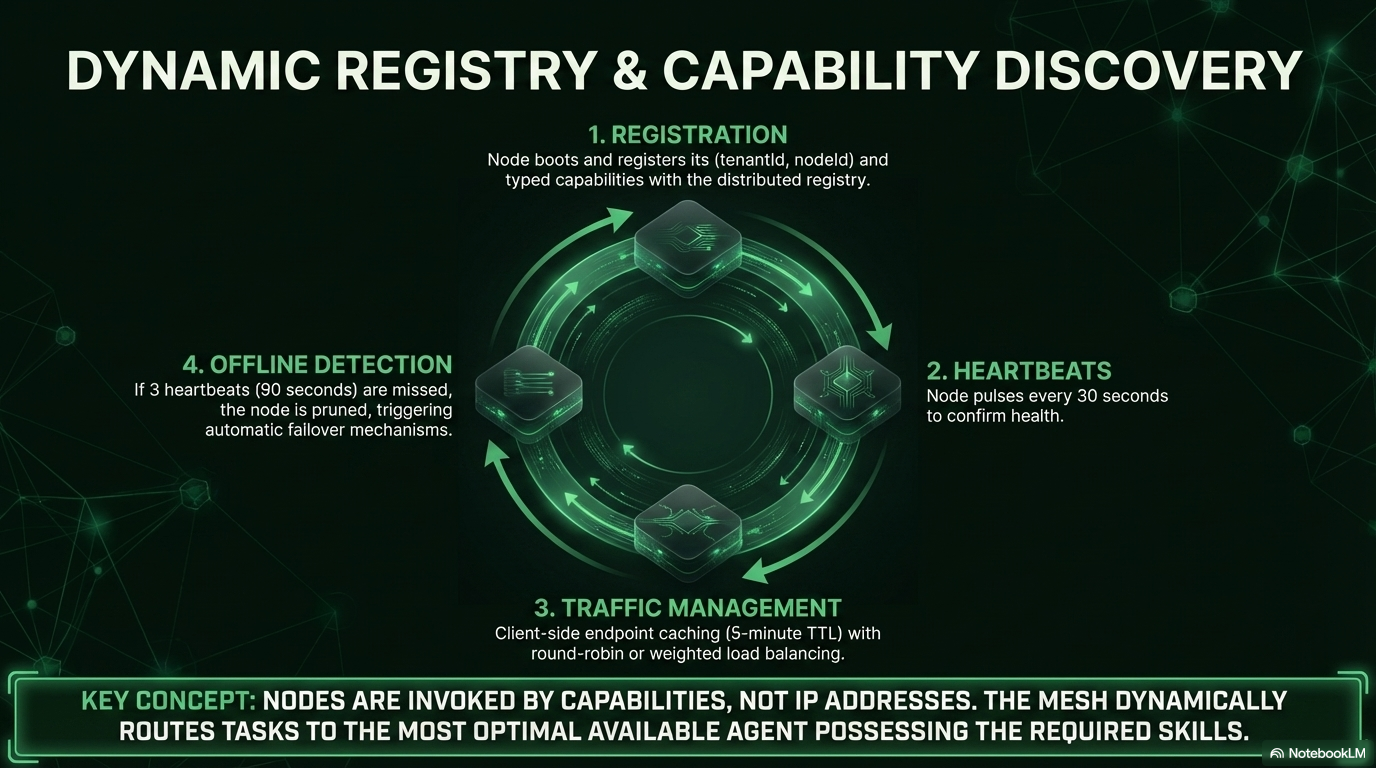 DYNAMIC REGISTRY & CAPABILITY DISCOVERY
1. REGISTRATION
Node boots and registers its (tenantId, nodeId) and
typed capabilities with the distributed registry.
2. HEARTBEATS
Node pulses every 30 seconds
to confirm health.
3. TRAFFIC MANAGEMENT
Client-side endpoint caching (5-minute TTL) with
round-robin or weighted load balancing.
4. OFFLINE DETECTION
If 3 heartbeats (90 seconds) are missed,
the node is pruned, triggering
automatic failover mechanisms.
KEY CONCEPT: NODES ARE INVOKED BY CAPABILITIES, NOT IP ADDRESSES. THE MESH DYNAMICALLY
ROUTES TASKS TO THE MOST OPTIMAL AVAILABLE AGENT POSSESSING THE REQUIRED SKILLS.
NotebookLM